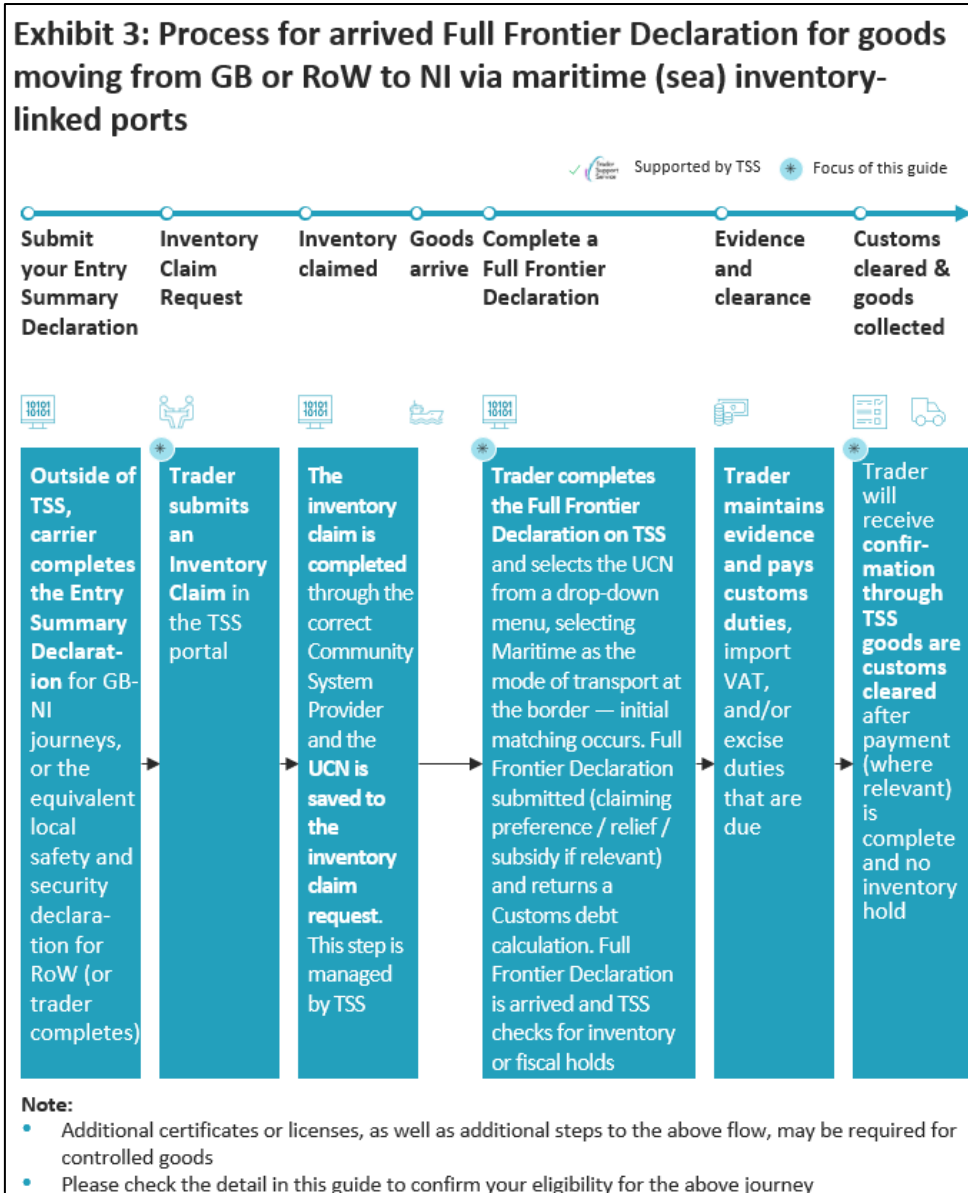 Exhibit 3: Process for arrived Full Frontier Declaration for goods
moving from GB or RoW to NI via maritime (sea) inventory-
linked ports
Trader
Support
Service
Supported by TSS
* Focus of this guide
Submit
your Entry
Summary
Declaration
Inventory
Claim
Request
Inventory
claimed
Goods
arrive
Complete a
Full Frontier
Declaration
Evidence
and
clearance
Customs
cleared &
goods
collected
10101
10101
10101
10101
10101
10101
Outside of
TSS,
carrier
completes
the Entry
Summary
Declarat-
ion for GB-
NI
journeys,
or the
equivalent
local
safety and
security
declara-
tion for
RoW (or
trader
completes)
*
Trader
submits
an
Inventory
Claim in
the TSS
portal
The
inventory
claim is
completed
through the
correct
Community
System
Provider
and the
UCN is
saved to
the
inventory
claim
request.
This step is
managed
by TSS
*
Trader completes
the Full Frontier
Declaration on TSS
and selects the UCN
from a drop-down
menu, selecting
Maritime as the
mode of transport at
the border — initial
matching occurs. Full
Frontier Declaration
submitted (claiming
preference / relief /
subsidy if relevant)
and returns a
Customs debt
calculation. Full
Frontier Declaration
is arrived and TSS
checks for inventory
or fiscal holds
Trader
maintains
evidence
and pays
customs
duties,
import
VAT,
and/or
excise
duties
that are
due
*
Trader
will
receive
confir-
mation
through
TSS
goods are
customs
cleared
after
payment
(where
relevant)
is
complete
and no
inventory
hold
Note:
• Additional certificates or licenses, as well as additional steps to the above flow, may be required for
controlled goods
• Please check the detail in this guide to confirm your eligibility for the above journey